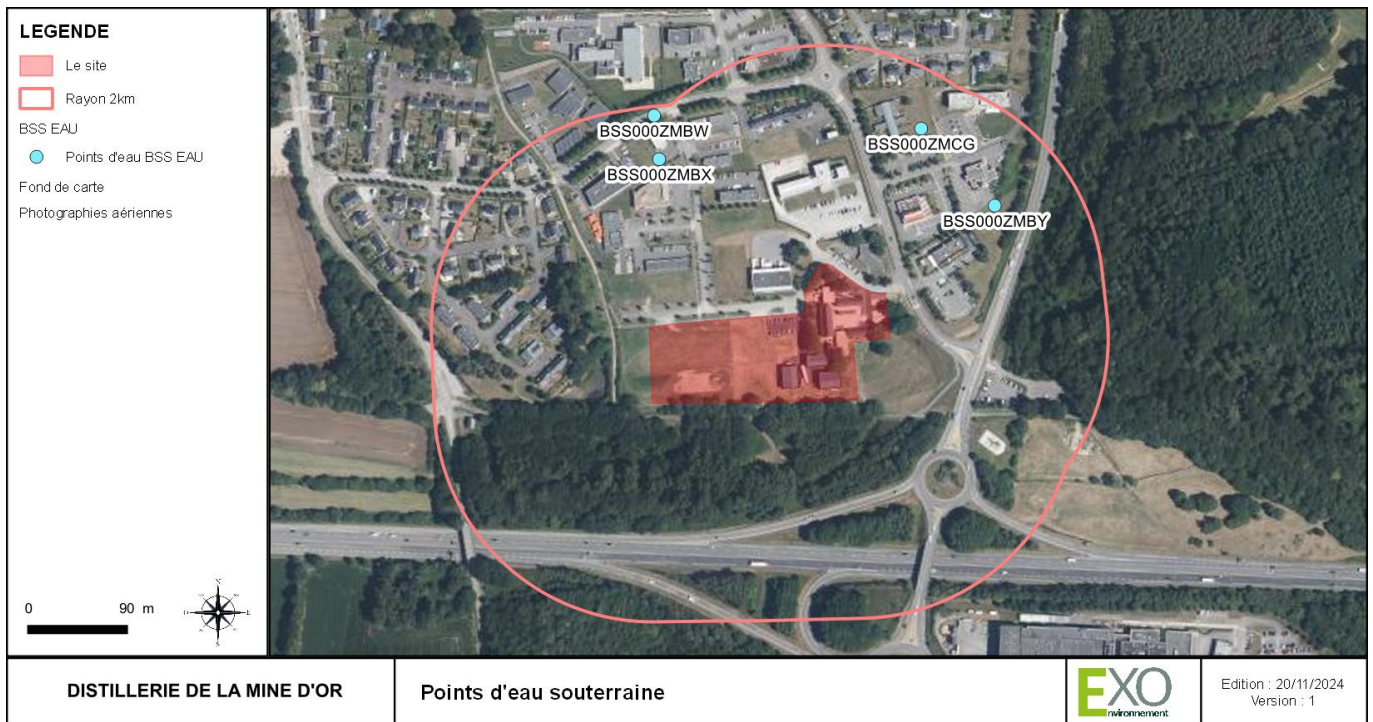 LEGENDE
Le site
Rayon 2km
BSS EAU
Points d'eau BSS EAU
Fond de carte
Photographies aériennes
0 90 m
BSS000ZMBW
BSS000ZMCG
BSS000ZMBX
BSS000ZMBY
DISTILLERIE DE LA MINE D'OR
Points d'eau souterraine
EXO
nvironnement
Edition : 20/11/2024
Version : 1